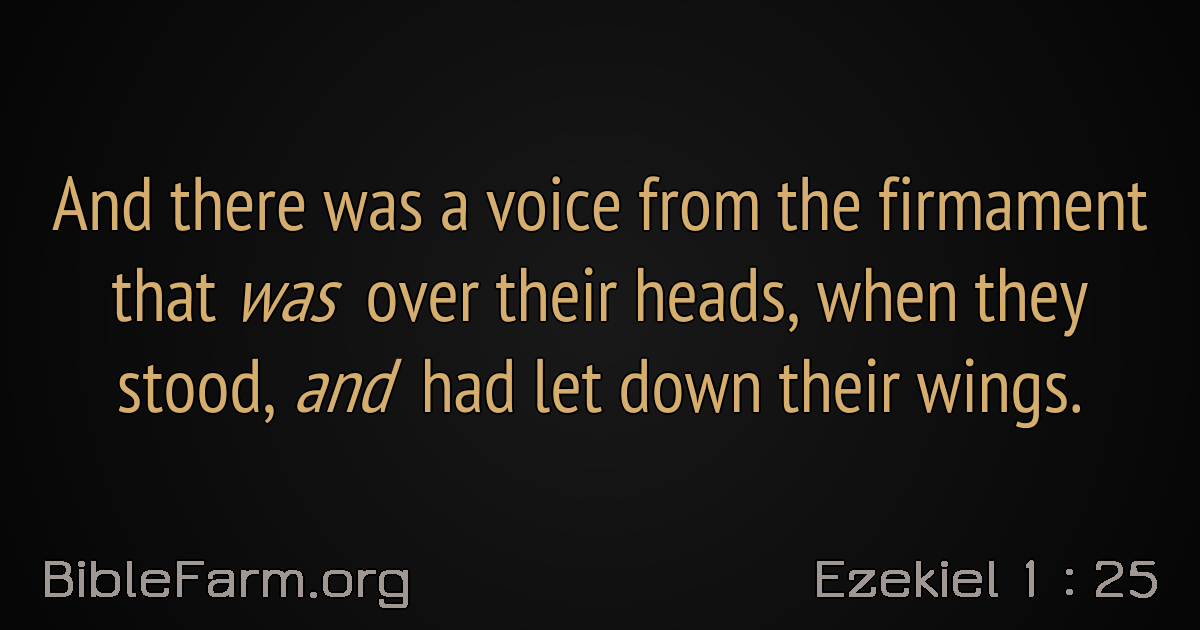 And there was a voice from the firmament
that was over their heads, when they
stood, and had let down their wings.
BibleFarm.org
Ezekiel 1 : 25